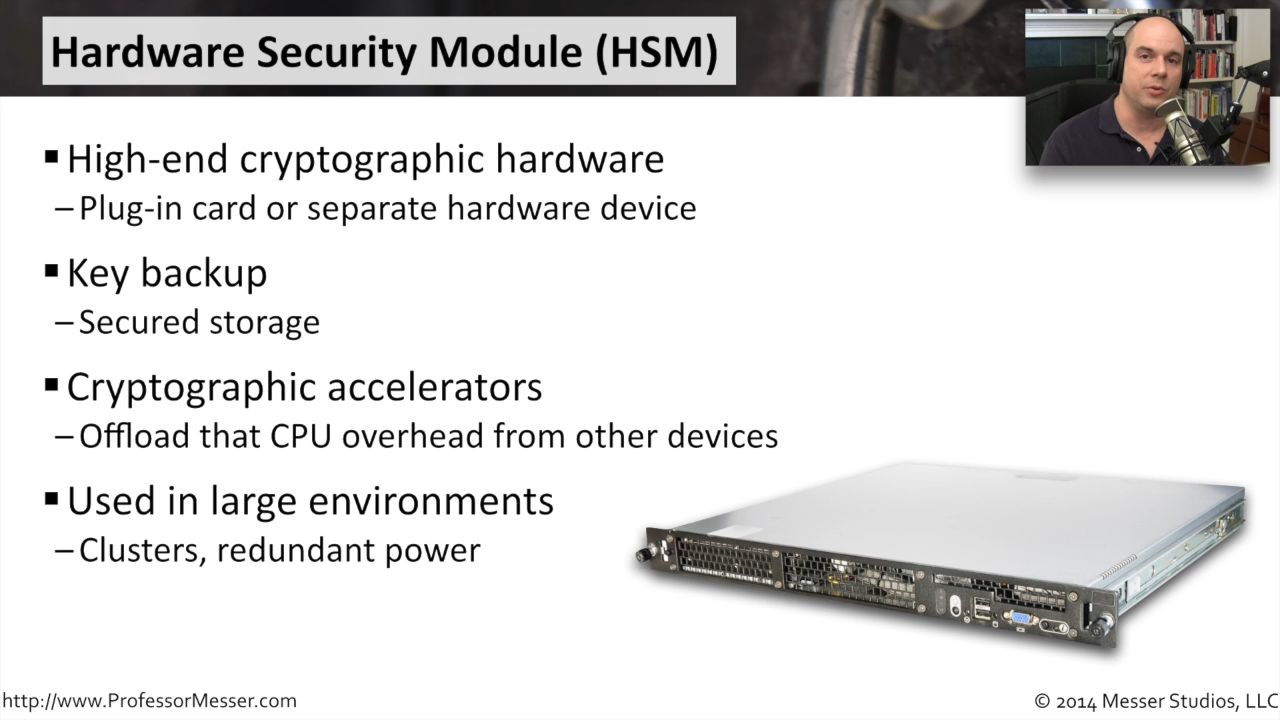 Hardware Security Module (HSM)
▪ High-end cryptographic hardware
– Plug-in card or separate hardware device
▪ Key backup
– Secured storage
▪ Cryptographic accelerators
– Offload that CPU overhead from other devices
▪ Used in large environments
– Clusters, redundant power
http://www.ProfessorMesser.com
© 2014 Messer Studios, LLC